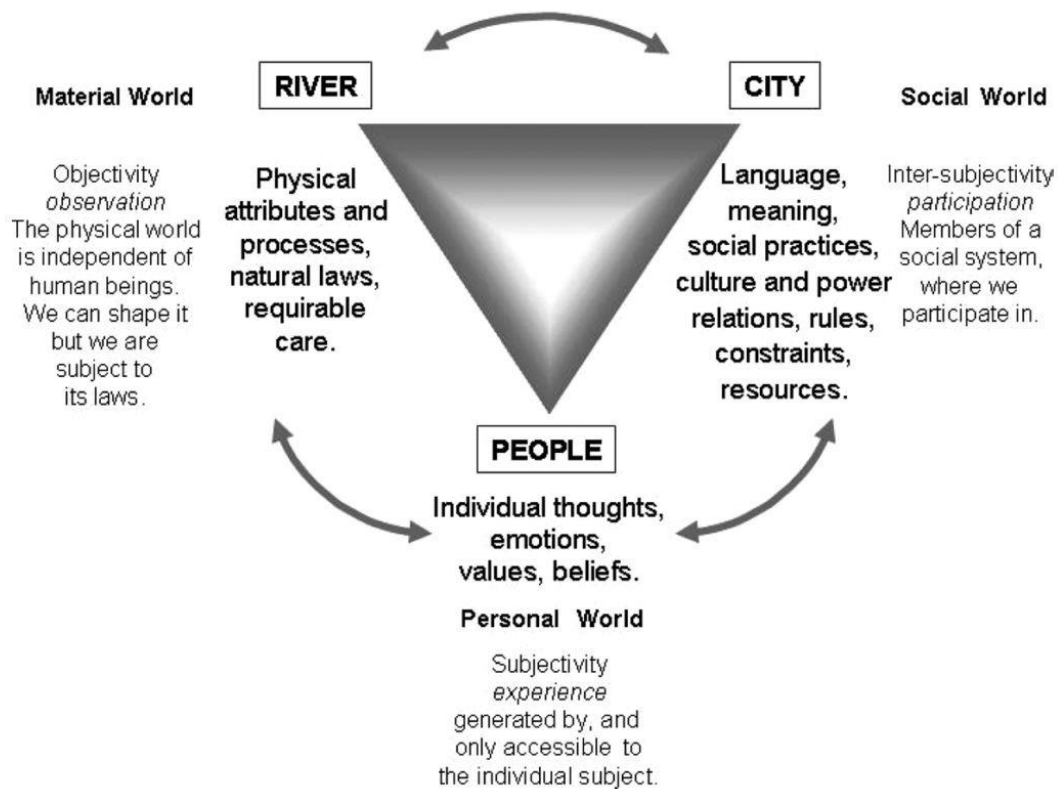 RIVER
CITY
Material World
Social World
Objectivity
observation
The physical world
is independent of
human beings.
We can shape it
but we are
subject to
its laws.
Physical
attributes and
processes,
natural laws,
requirable
care.
Language,
meaning,
social practices,
culture and power
relations, rules,
constraints,
resources.
Inter-subjectivity
participation
Members of a
social system,
where we
participate in.
PEOPLE
Individual thoughts,
emotions,
values, beliefs.
Personal World
Subjectivity
experience
generated by, and
only accessible to
the individual subject.